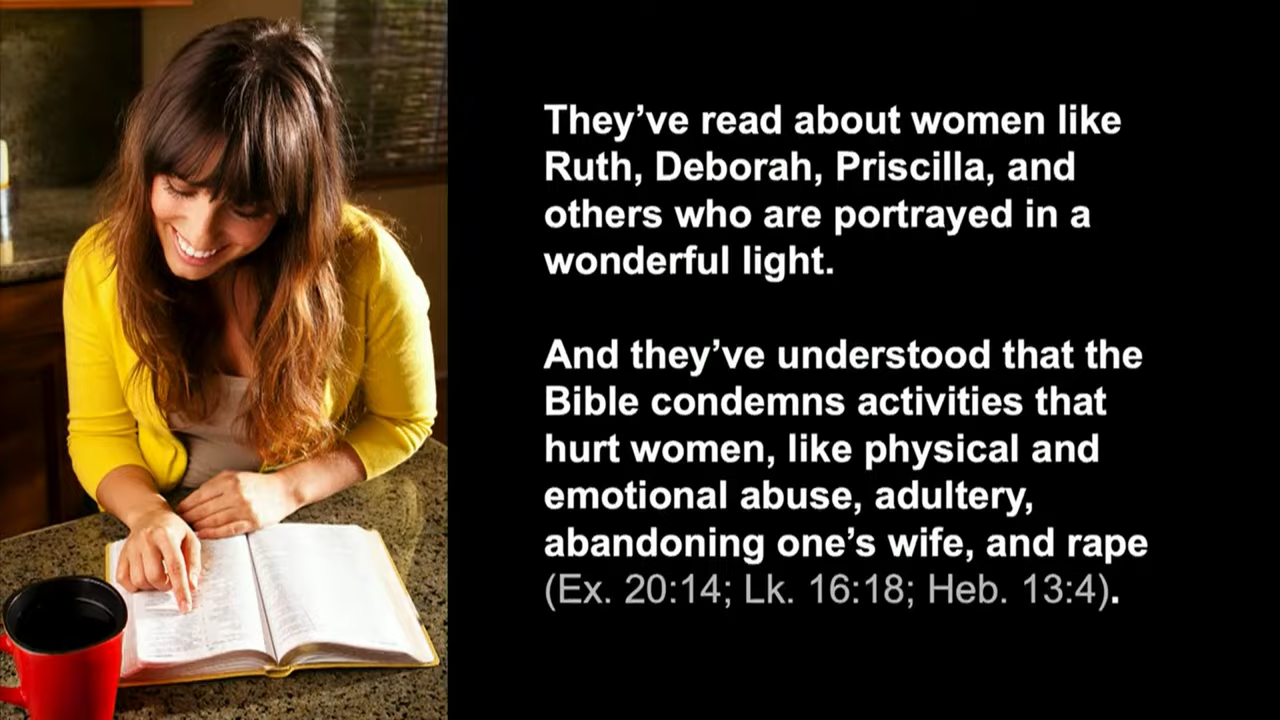 They’ve read about women like
Ruth, Deborah, Priscilla, and
others who are portrayed in a
wonderful light.
And they’ve understood that the
Bible condemns activities that
hurt women, like physical and
emotional abuse, adultery,
abandoning one’s wife, and rape
(Ex. 20:14; Lk. 16:18; Heb. 13:4).